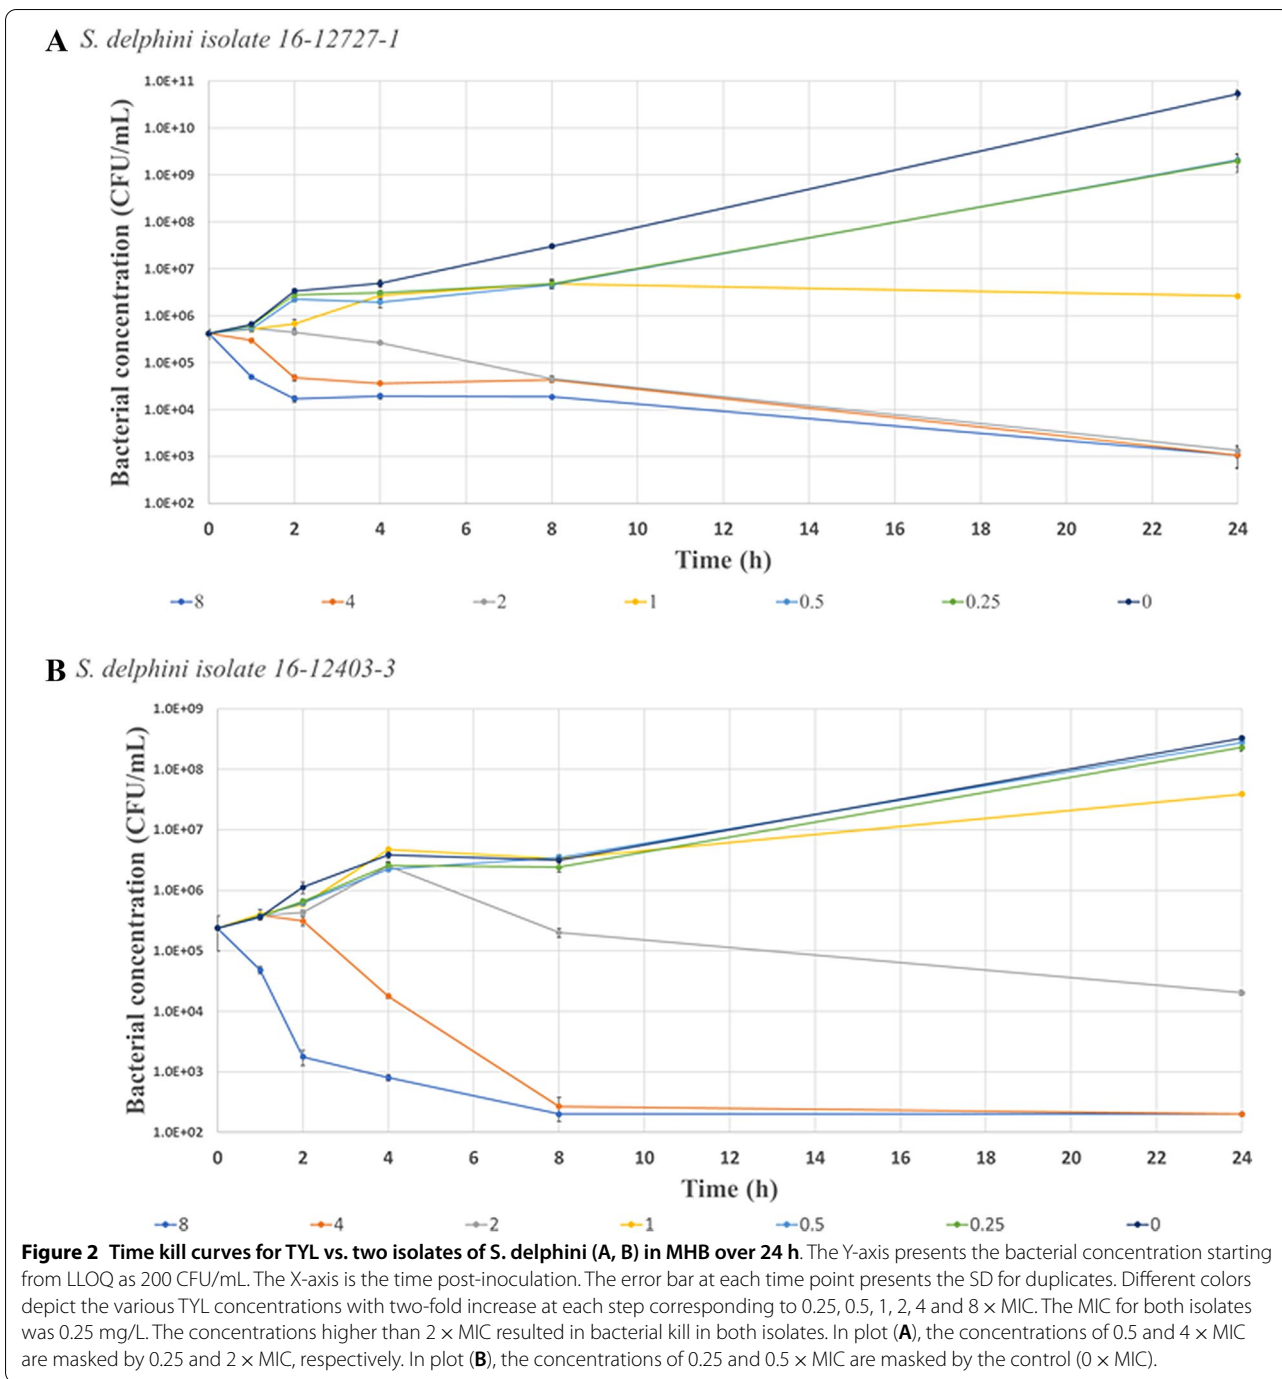 A S. delphini isolate 16-12727-1
Bacterial concentration (CFU/mL)
1.0E+11
1.0E+10
1.0E+09
1.0E+08
1.0E+07
1.0E+06
1.0E+05
1.0E+04
1.0E+03
1.0E+02
0 2 4 6 8 10 12 14 16 18 20 22 24
Time (h)
8 4 2 1 0.5 0.25 0
B S. delphini isolate 16-12403-3
Bacterial concentration (CFU/mL)
1.0E+09
1.0E+08
1.0E+07
1.0E+06
1.0E+05
1.0E+04
1.0E+03
1.0E+02
0 2 4 6 8 10 12 14 16 18 20 22 24
Time (h)
8 4 2 1 0.5 0.25 0
Figure 2 Time kill curves for TYL vs. two isolates of S. delphini (A, B) in MHB over 24 h. The Y-axis presents the bacterial concentration starting
from LLOQ as 200 CFU/mL. The X-axis is the time post-inoculation. The error bar at each time point presents the SD for duplicates. Different colors
depict the various TYL concentrations with two-fold increase at each step corresponding to 0.25, 0.5, 1, 2, 4 and 8 × MIC. The MIC for both isolates
was 0.25 mg/L. The concentrations higher than 2 × MIC resulted in bacterial kill in both isolates. In plot (A), the concentrations of 0.5 and 4 × MIC
are masked by 0.25 and 2 × MIC, respectively. In plot (B), the concentrations of 0.25 and 0.5 × MIC are masked by the control (0 × MIC).